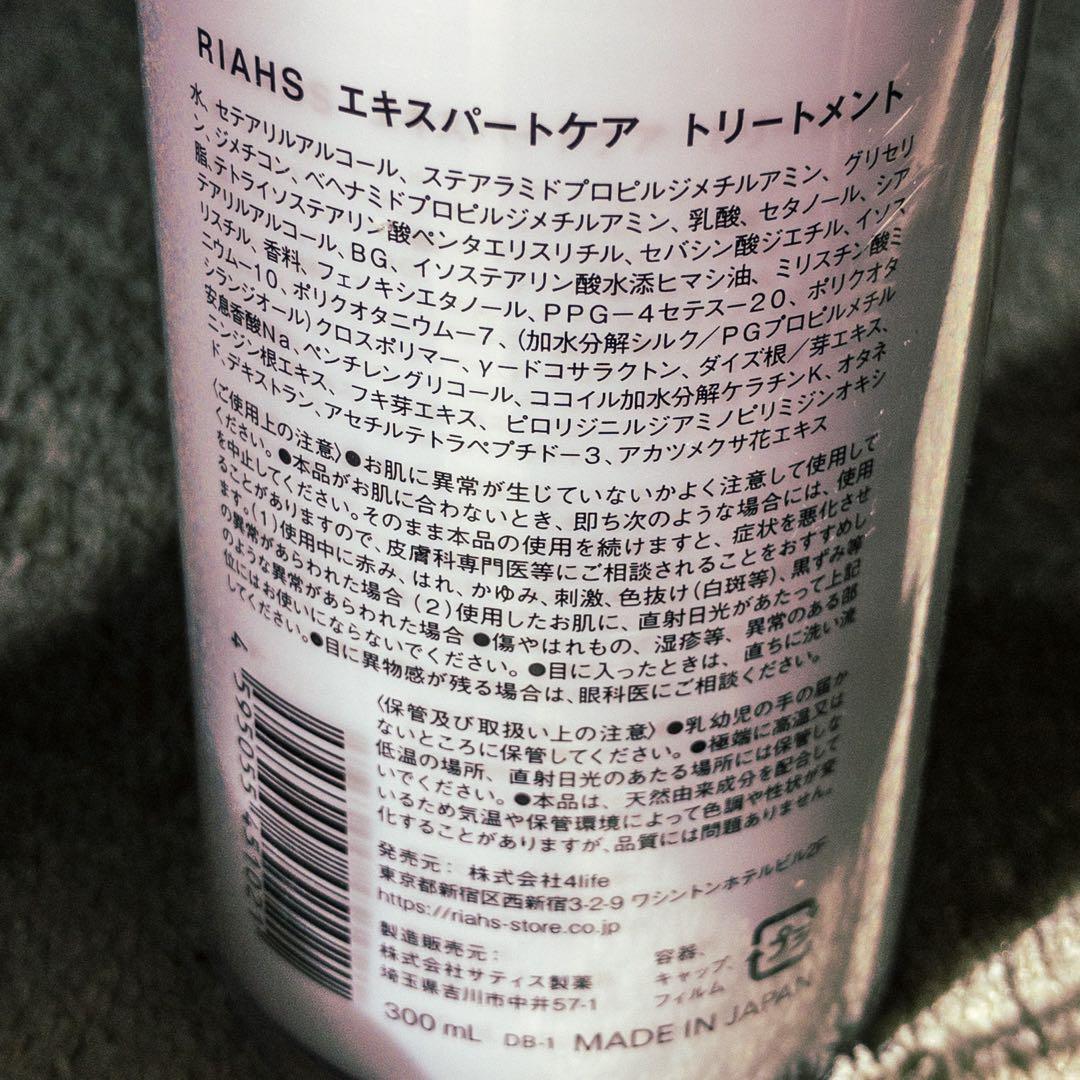 RIAHS エキスパートケア トリートメント
水、セテアリルアルコール、ステアラミドプロピルジメチルアミン、グリセリ
ン、ジメチコン、ベヘナミドプロピルジメチルアミン、乳酸、セタノール、シア
脂、テトライソステアリン酸ペンタエリスリチル、セバシン酸ジエチル、イソス
テアリルアルコール、BG、イソステアリン酸水添ヒマシ油、ミリスチン酸ミ
リスチル、香料、フェノキシエタノール、PPG－4セテス－20、ポリクオタ
ニウム－10、ポリクオタニウム－7、(加水分解シルク／PGプロピルメチル
シランジオール)クロスポリマー、γ－ドコサラクトン、ダイズ根／芽エキス、
安息香酸Na、ペンチレングリコール、ココイル加水分解ケラチンK、オタネ
ニンジン根エキス、フキ芽エキス、ピロリジニルジアミノピリミジンオキシ
ド、デキストラン、アセチルテトラペプチド－3、アカツメクサ花エキス
〈ご使用上の注意〉●お肌に異常が生じていないかよく注意して使用して
ください。●本品がお肌に合わないとき、即ち次のような場合には、使用
を中止してください。そのまま本品の使用を続けますと、症状を悪化させ
ることがありますので、皮膚科専門医等にご相談されることをおすすめし
ます。(1)使用中に赤み、はれ、かゆみ、刺激、色抜け(白斑等)、黒ずみ等
の異常があらわれた場合 (2)使用したお肌に、直射日光があたって上記
のような異常があらわれた場合 ●傷やはれもの、湿疹等、異常のある部
位にはお使いにならないでください。●目に入ったときは、直ちに洗い流
してください。●目に異物感が残る場合は、眼科医にご相談ください。
〈保管及び取扱い上の注意〉●乳幼児の手の届か
ないところに保管してください。●極端に高温又は
低温の場所、直射日光のあたる場所には保管しな
いでください。●本品は、天然由来成分を配合して
いるため気温や保管環境によって色調や性状が変
化することがありますが、品質には問題ありません。
発売元：株式会社4life
東京都新宿区西新宿3-2-9 ワシントンホテルビル2F
https://riahs-store.co.jp
製造販売元：
株式会社サティス製薬
埼玉県吉川市中井57-1
容器、
キャップ、
フィルム
プラ
300 mL DB-1 MADE IN JAPAN